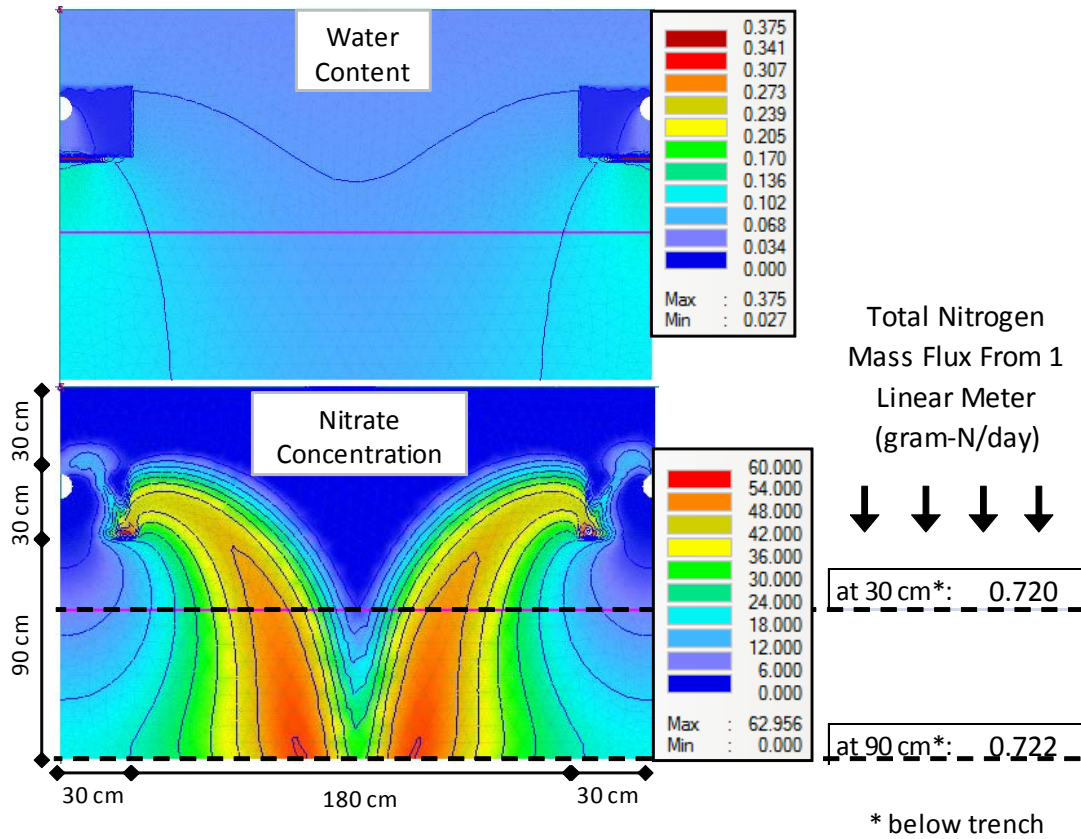 Water
Content
0.375
0.341
0.307
0.273
0.239
0.205
0.170
0.136
0.102
0.068
0.034
0.000
Max : 0.375
Min : 0.027
Nitrate
Concentration
60.000
54.000
48.000
42.000
36.000
30.000
24.000
18.000
12.000
6.000
0.000
Max : 62.956
Min : 0.000
30 cm
30 cm
90 cm
30 cm
180 cm
30 cm
Total Nitrogen
Mass Flux From 1
Linear Meter
(gram-N/day)
at 30 cm*: 0.720
at 90 cm*: 0.722
* below trench